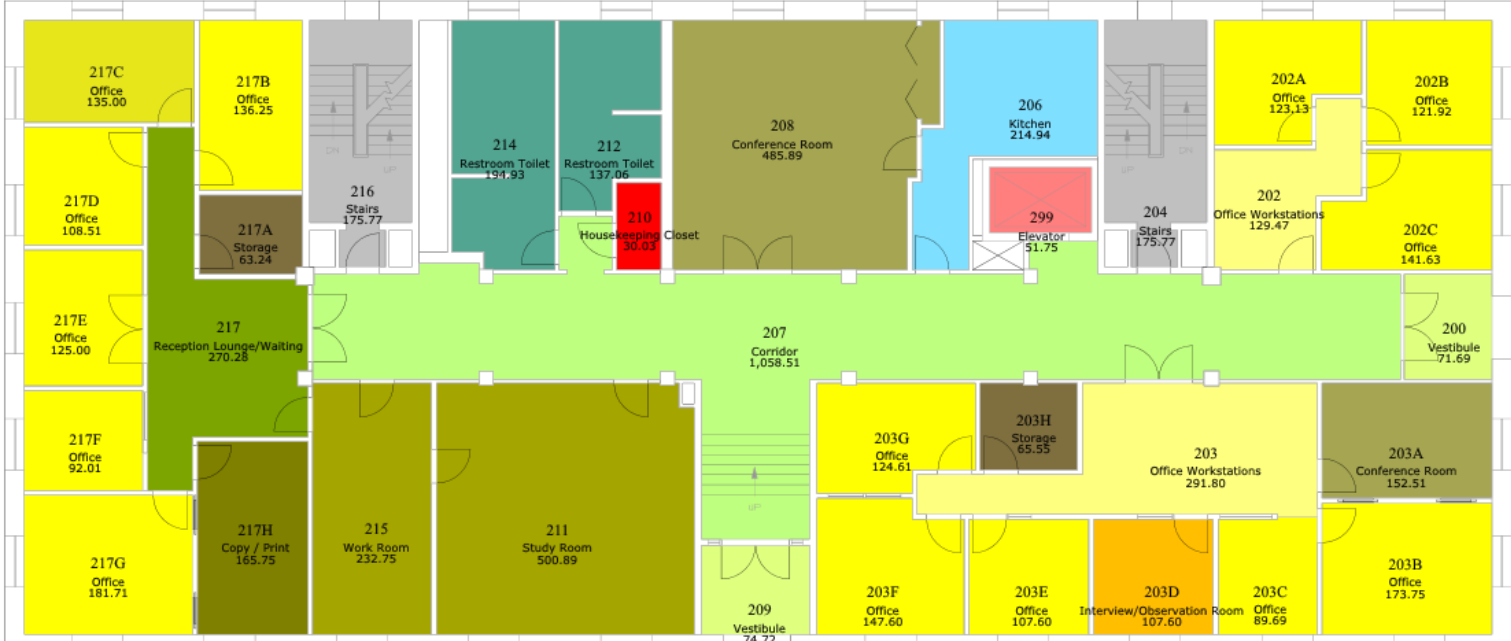 217C
Office
135.00
217B
Office
136.25
216
Stairs
175.77
DN
UP
214
Restroom Toilet
194.93
212
Restroom Toilet
137.06
208
Conference Room
485.89
206
Kitchen
214.94
204
Stairs
175.77
DN
UP
202A
Office
123.13
202B
Office
121.92
217D
Office
108.51
217A
Storage
63.24
210
Housekeeping Closet
30.03
299
Elevator
51.75
202
Office Workstations
129.47
202C
Office
141.63
217E
Office
125.00
217
Reception Lounge/Waiting
270.28
207
Corridor
1,058.51
200
Vestibule
71.69
217F
Office
92.01
203G
Office
124.61
203H
Storage
65.55
203
Office Workstations
291.80
203A
Conference Room
152.51
217G
Office
181.71
217H
Copy / Print
165.75
215
Work Room
232.75
211
Study Room
500.89
UP
209
Vestibule
74.72
203F
Office
147.60
203E
Office
107.60
203D
Interview/Observation Room
107.60
203C
Office
89.69
203B
Office
173.75